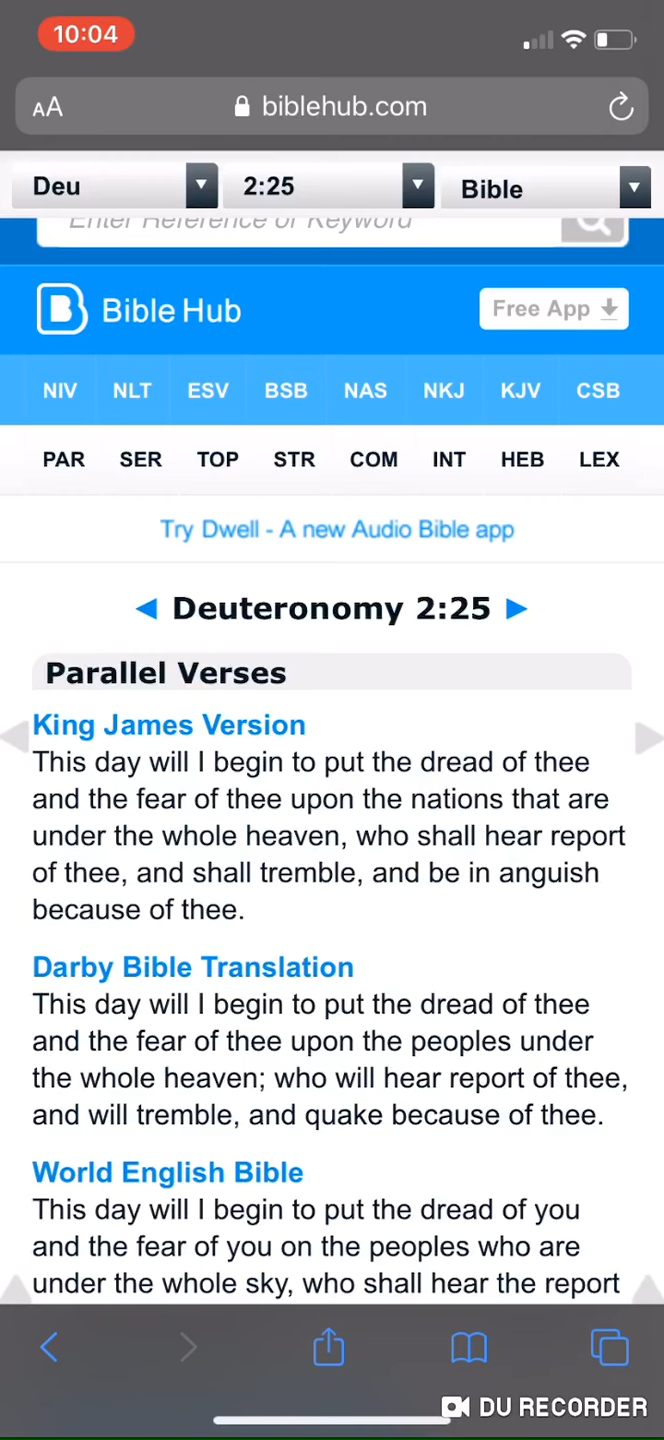 10:04
AA biblehub.com
Deu 2:25 Bible
Enter Reference or Keyword
Bible Hub Free App
NIV NLT ESV BSB NAS NKJ KJV CSB
PAR SER TOP STR COM INT HEB LEX
Try Dwell - A new Audio Bible app
Deuteronomy 2:25
Parallel Verses
King James Version
This day will I begin to put the dread of thee
and the fear of thee upon the nations that are
under the whole heaven, who shall hear report
of thee, and shall tremble, and be in anguish
because of thee.
Darby Bible Translation
This day will I begin to put the dread of thee
and the fear of thee upon the peoples under
the whole heaven; who will hear report of thee,
and will tremble, and quake because of thee.
World English Bible
This day will I begin to put the dread of you
and the fear of you on the peoples who are
under the whole sky, who shall hear the report
DU RECORDER